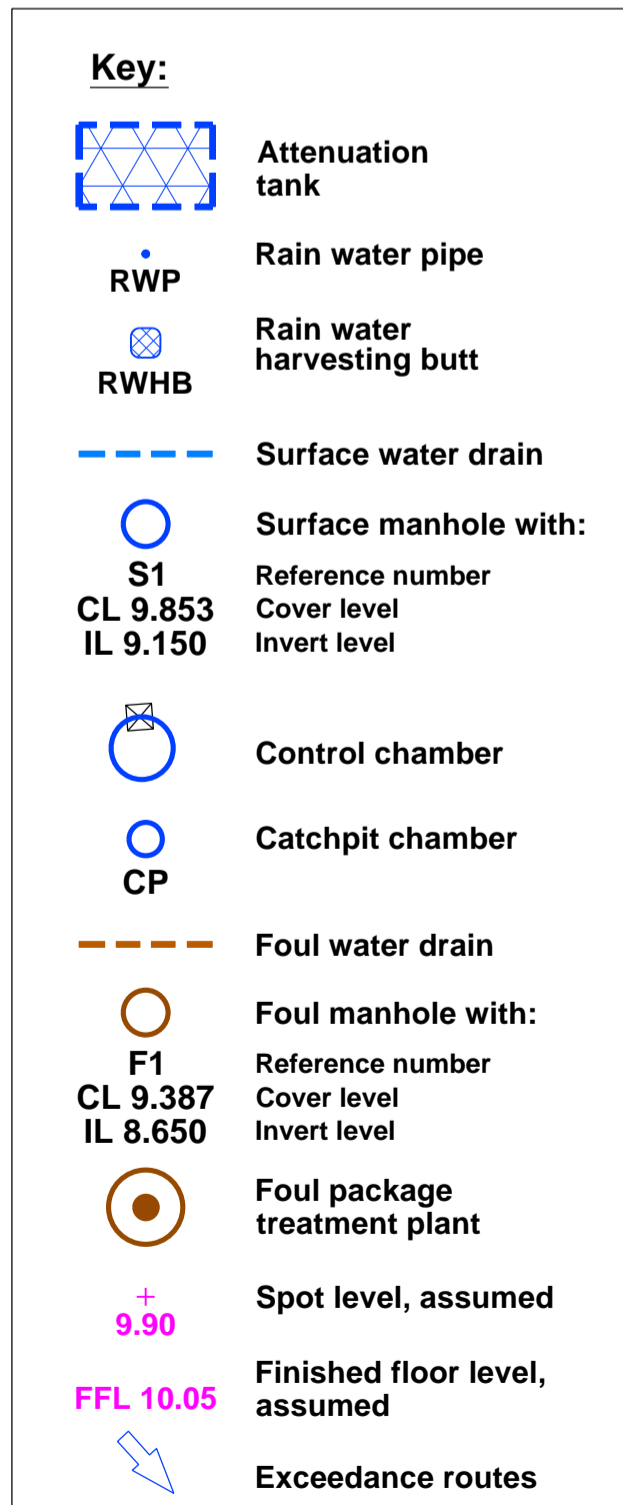 Key:
Attenuation
tank
RWP
Rain water pipe
RWHB
Rain water
harvesting butt
Surface water drain
Surface manhole with:
S1 Reference number
CL 9.853 Cover level
IL 9.150 Invert level
Control chamber
CP
Catchpit chamber
Foul water drain
Foul manhole with:
F1 Reference number
CL 9.387 Cover level
IL 8.650 Invert level
Foul package
treatment plant
9.90
Spot level, assumed
FFL 10.05
Finished floor level,
assumed
Exceedance routes